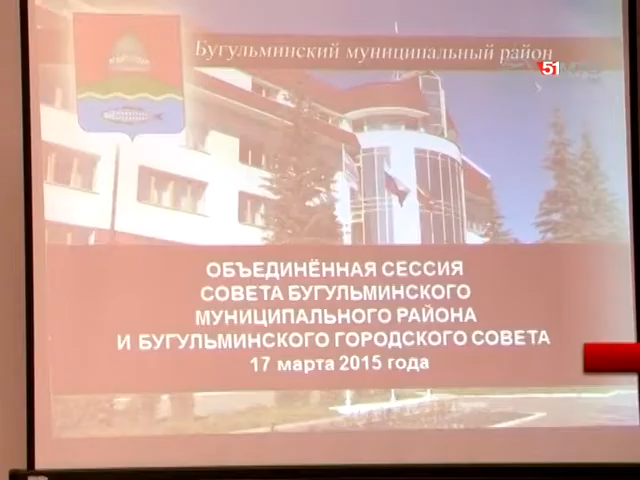 Бугульминский муниципальный район
51
ОБЪЕДИНЁННАЯ СЕССИЯ
СОВЕТА БУГУЛЬМИНСКОГО
МУНИЦИПАЛЬНОГО РАЙОНА
И БУГУЛЬМИНСКОГО ГОРОДСКОГО СОВЕТА
17 марта 2015 года